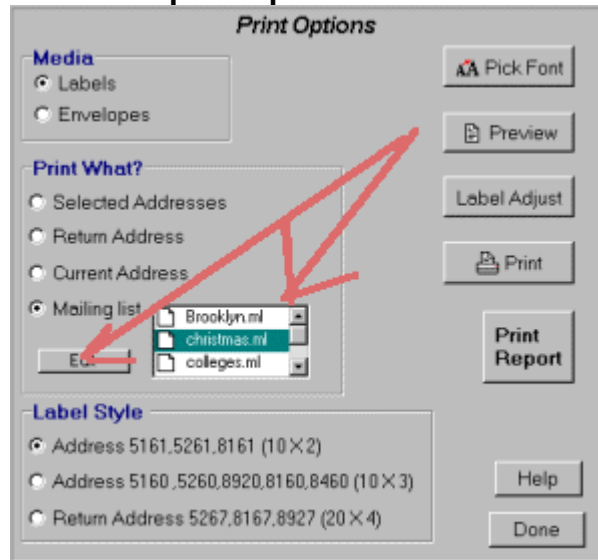 Print Options
Media
Labels
Envelopes
Print What?
Selected Addresses
Return Address
Current Address
Mailing list
Brooklyn.ml
christmas.ml
colleges.ml
Label Style
Address 5161,5261,8161 (10×2)
Address 5160 ,5260,8920,8160,8460 (10×3)
Return Address 5267,8167,8927 (20×4)
AA Pick Font
Preview
Label Adjust
Print
Print
Report
Help
Done